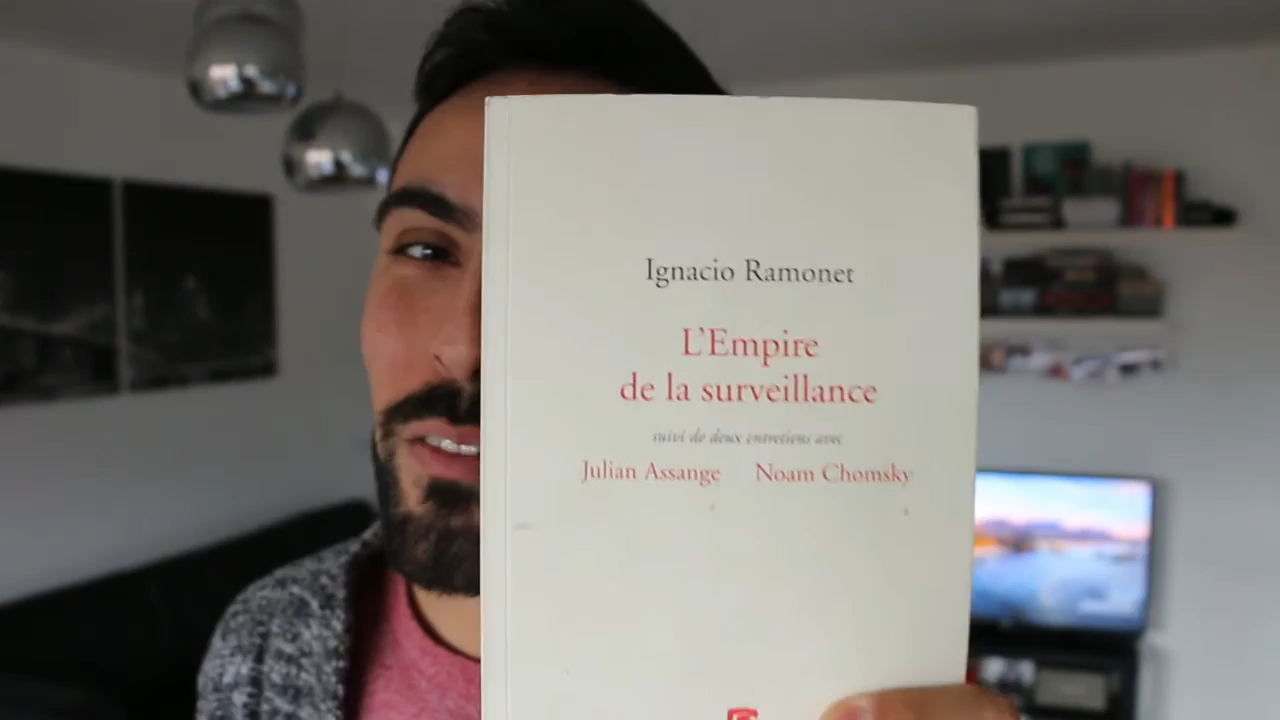 Ignacio Ramonet
L'Empire
de la surveillance
suivi de deux entretiens avec
Julian Assange Noam Chomsky